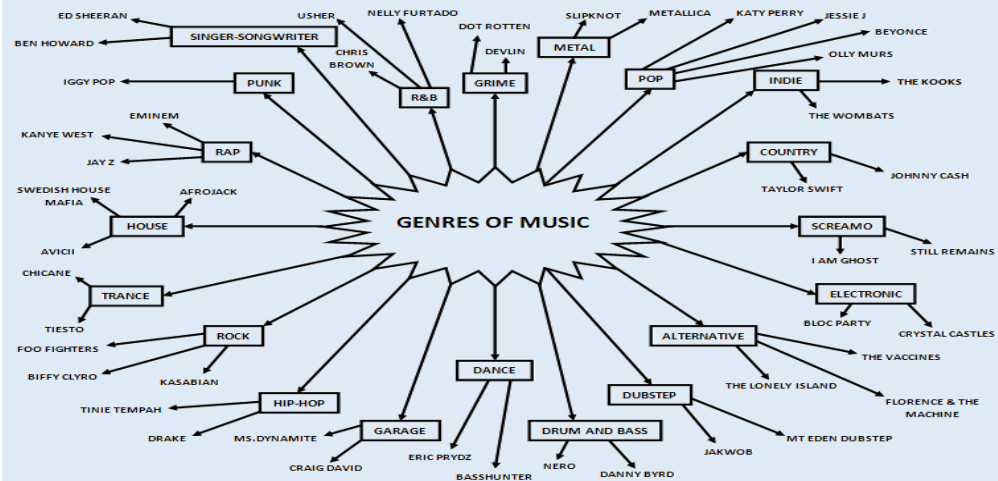 ED SHEERAN
USHER
NELLY FURTADO
SLIPKNOT
METALLICA
KATY PERRY
JESSIE J
BEN HOWARD
SINGER-SONGWRITER
DOT ROTTEN
BEYONCE
CHRIS
BROWN
DEVLIN
METAL
OLLY MURS
IGGY POP
PUNK
R&B
GRIME
POP
INDIE
THE KOOKS
EMINEM
THE WOMBATS
KANYE WEST
RAP
COUNTRY
JAY Z
JOHNNY CASH
SWEDISH HOUSE
MAFIA
AFROJACK
TAYLOR SWIFT
HOUSE
GENRES OF MUSIC
SCREAMO
AVICII
I AM GHOST
STILL REMAINS
CHICANE
TRANCE
ELECTRONIC
TIESTO
BLOC PARTY
CRYSTAL CASTLES
ROCK
ALTERNATIVE
FOO FIGHTERS
THE VACCINES
BIFFY CLYRO
KASABIAN
DANCE
THE LONELY ISLAND
HIP-HOP
DUBSTEP
FLORENCE & THE
MACHINE
TINIE TEMPAH
DRAKE
MS.DYNAMITE
GARAGE
DRUM AND BASS
MT EDEN DUBSTEP
CRAIG DAVID
ERIC PRYDZ
JAKWOB
BASSHUNTER
NERO
DANNY BYRD